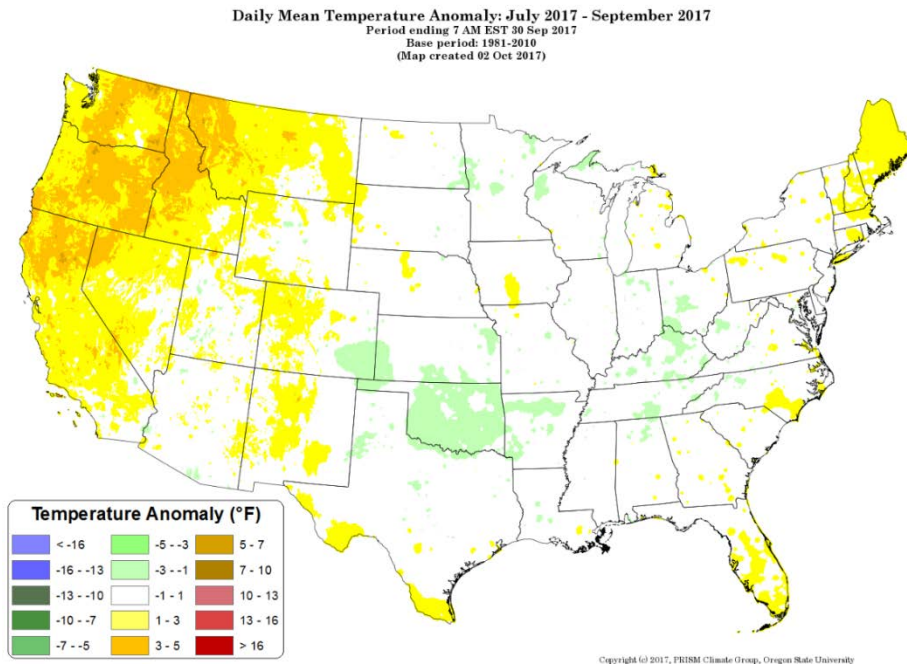 Daily Mean Temperature Anomaly: July 2017 - September 2017
Period ending 7 AM EST 30 Sep 2017
Base period: 1981-2010
(Map created 02 Oct 2017)
Temperature Anomaly (°F)
< -16 -5 - -3 5 - 7
-16 - -13 -3 - -1 7 - 10
-13 - -10 -1 - 1 10 - 13
-10 - -7 1 - 3 13 - 16
-7 - -5 3 - 5 > 16
Copyright (c) 2017, PRISM Climate Group, Oregon State University